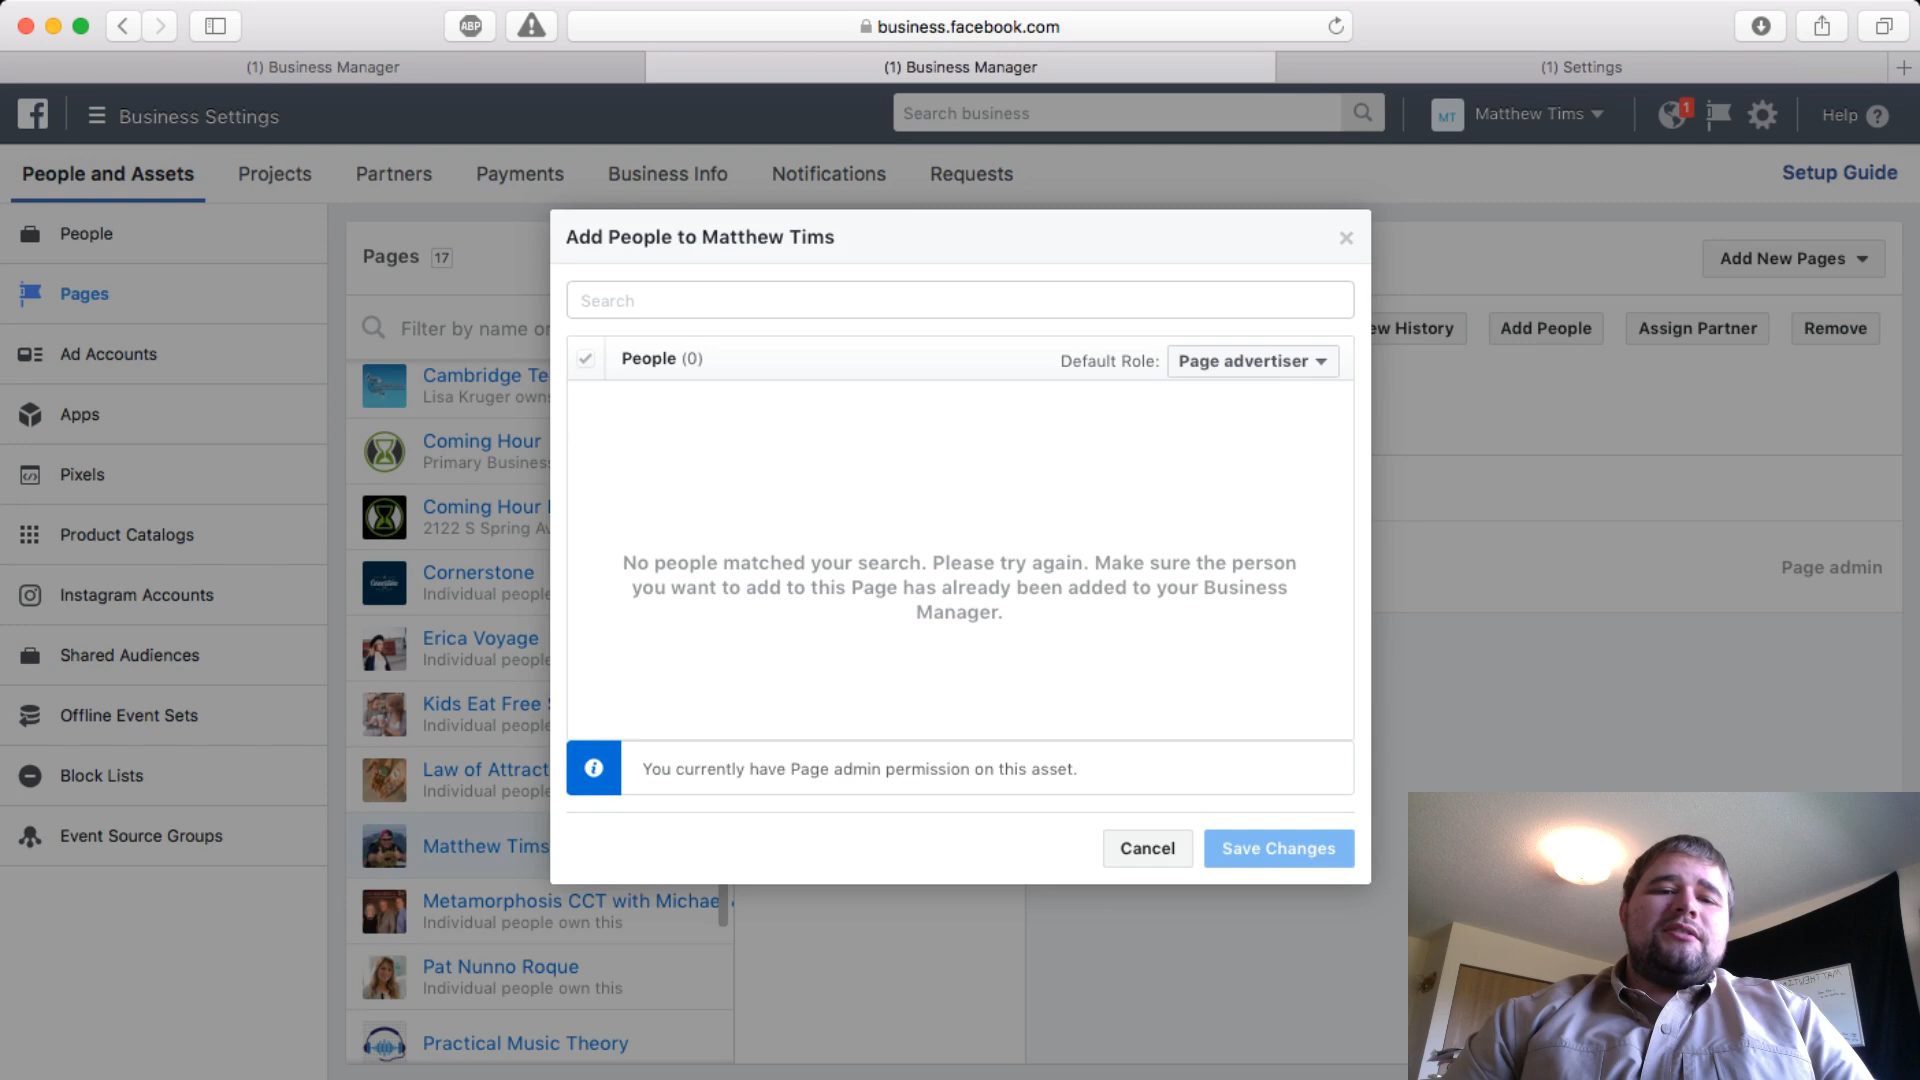 ABP
business.facebook.com
(1) Business Manager
(1) Business Manager
(1) Settings
Business Settings
Search business
MT
Matthew Tims
1
Help ?
People and Assets
Projects
Partners
Payments
Business Info
Notifications
Requests
Setup Guide
People
Pages
Ad Accounts
Apps
Pixels
Product Catalogs
Instagram Accounts
Shared Audiences
Offline Event Sets
Block Lists
Event Source Groups
Pages 17
Add New Pages
Filter by name or
ew History
Add People
Assign Partner
Remove
Cambridge Te
Lisa Kruger owns
Coming Hour
Primary Business
Coming Hour
2122 S Spring Av
Cornerstone
Individual people
Erica Voyage
Individual people
Kids Eat Free
Individual people
Law of Attract
Individual people
Matthew Tims
Metamorphosis CCT with Michae
Individual people own this
Pat Nunno Roque
Individual people own this
Practical Music Theory
Page admin
Add People to Matthew Tims
Search
People (0)
Default Role: Page advertiser
No people matched your search. Please try again. Make sure the person
you want to add to this Page has already been added to your Business
Manager.
You currently have Page admin permission on this asset.
Cancel
Save Changes